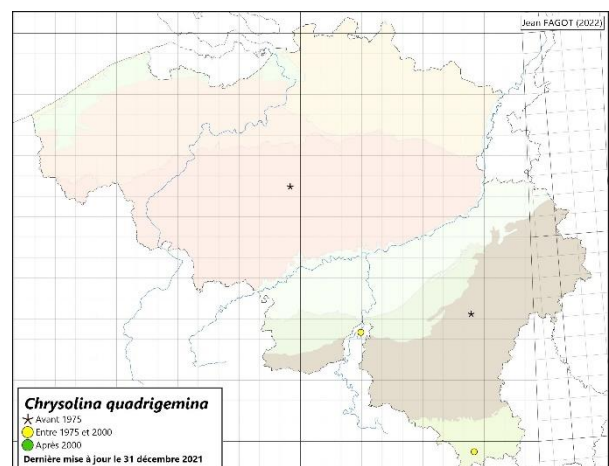 Jean FAGOT (2022)
Chrysolina quadrigemina
Avant 1975
Entre 1975 et 2000
Après 2000
Dernière mise à jour le 31 décembre 2021